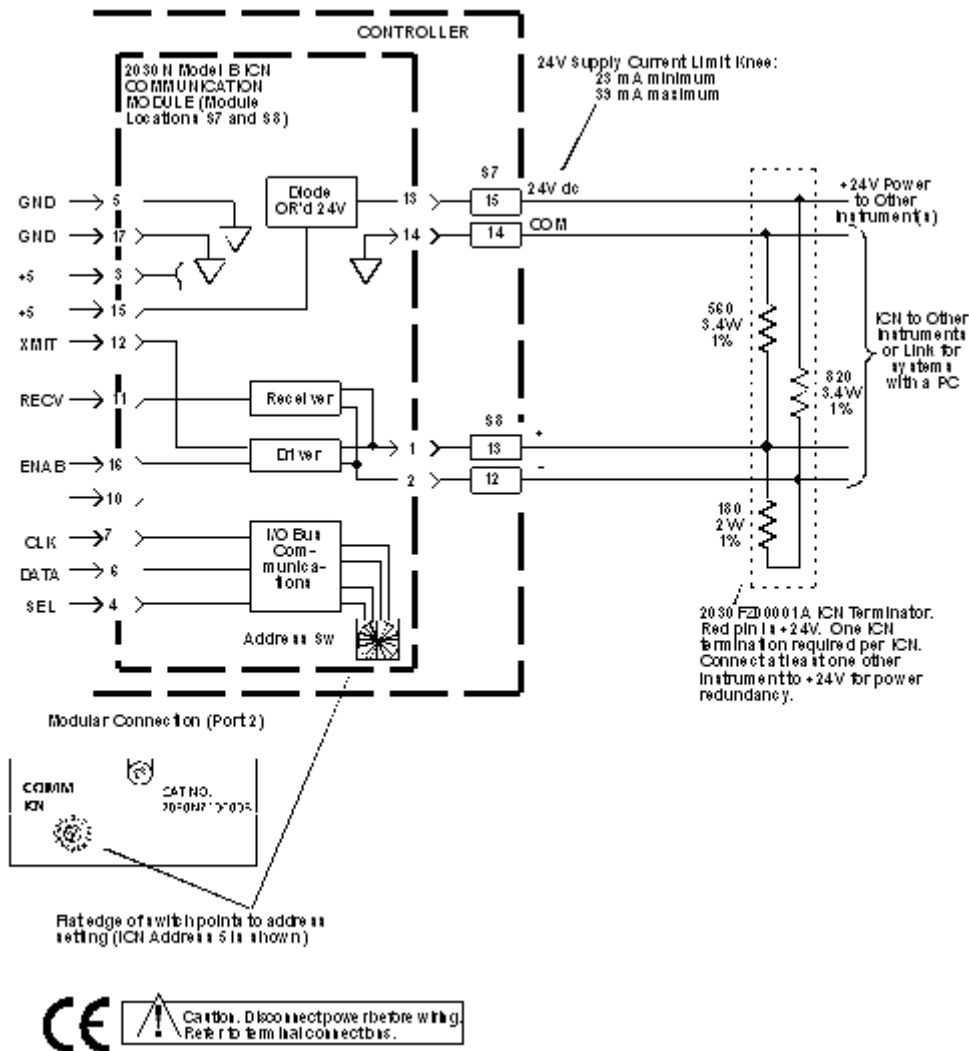 CONTROLLER
2030N Model B ICN
COMMUNICATION
MODULE (Module
Locations S7 and S8)
24V Supply Current Limit Knee:
23 mA minimum
39 mA maximum
GND
5
Diode
OR'd 24V
13
S7
15
24V dc
+24V Power
to Other
Instrument(s)
GND
17
14
14
COM
+5
3
+5
15
XMIT
12
560
3.4W
1%
820
3.4W
1%
ICN to Other
Instruments
or Link for
systems
with a PC
RECV
11
Receiver
S8
Driver
1
13
+
ENAB
16
2
12
-
10
180
2W
1%
CLK
7
I/O Bus
Com-
munica-
tions
DATA
6
SEL
4
Address Sw
2030FZ00001A ICN Terminator.
Red pin is +24V. One ICN
termination required per ICN.
Connect at least one other
instrument to +24V for power
redundancy.
Modular Connection (Port 2)
COMM
ICN
CAT NO.
Flat edge of switch points to address
setting (ICN Address 5 is shown)
CE
Caution. Disconnect power before wiring.
Refer to terminal connections.